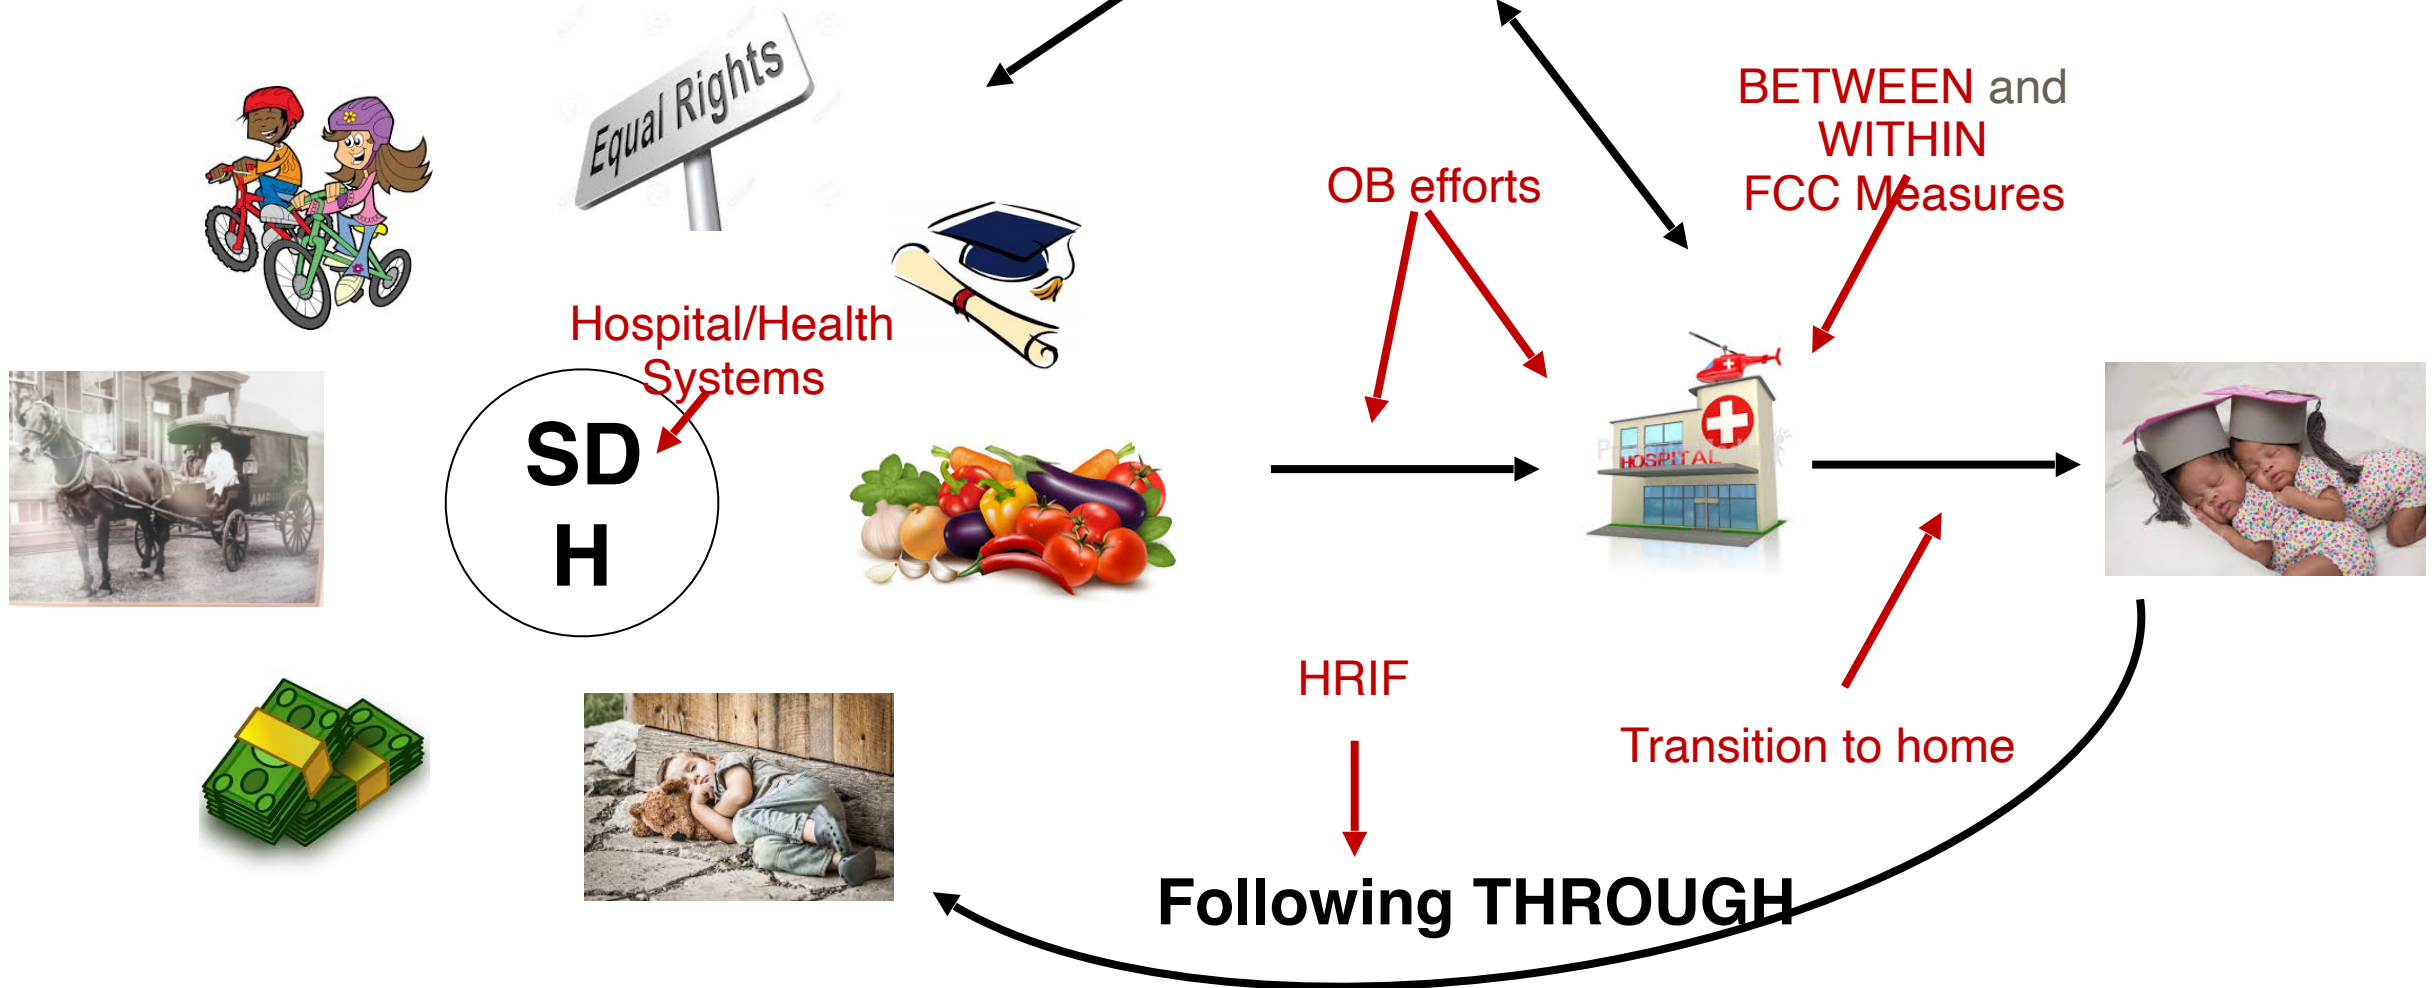 Equal Rights
BETWEEN and
WITHIN
FCC Measures
OB efforts
Hospital/Health
Systems
SD
H
HOSPITAL
HRIF
Transition to home
Following THROUGH